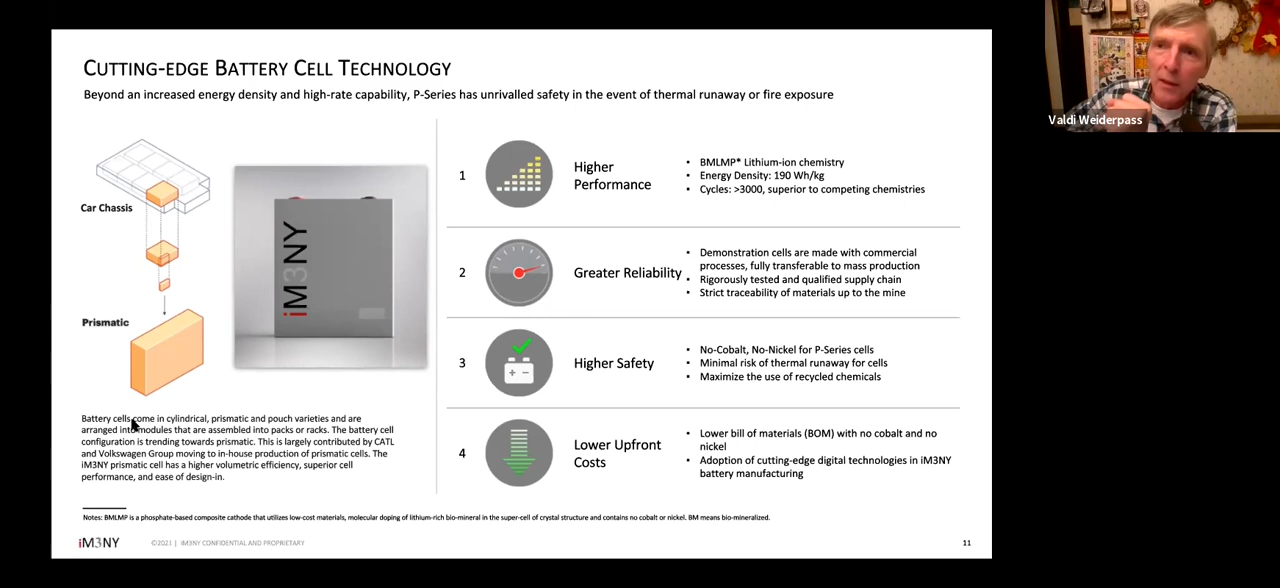 CUTTING-EDGE BATTERY CELL TECHNOLOGY
Beyond an increased energy density and high-rate capability, P-Series has unrivalled safety in the event of thermal runaway or fire exposure
Valdi Weiderpass
Car Chassis
Prismatic
iM3NY
Battery cells come in cylindrical, prismatic and pouch varieties and are
arranged into modules that are assembled into packs or racks. The battery cell
configuration is trending towards prismatic. This is largely contributed by CATL
and Volkswagen Group moving to in-house production of prismatic cells. The
iM3NY prismatic cell has a higher volumetric efficiency, superior cell
performance, and ease of design-in.
1
Higher
Performance
• BMLMP* Lithium-ion chemistry
• Energy Density: 190 Wh/kg
• Cycles: >3000, superior to competing chemistries
2
Greater Reliability
• Demonstration cells are made with commercial
processes, fully transferable to mass production
• Rigorously tested and qualified supply chain
• Strict traceability of materials up to the mine
3
Higher Safety
• No-Cobalt, No-Nickel for P-Series cells
• Minimal risk of thermal runaway for cells
• Maximize the use of recycled chemicals
4
Lower Upfront
Costs
• Lower bill of materials (BOM) with no cobalt and no
nickel
• Adoption of cutting-edge digital technologies in iM3NY
battery manufacturing
Notes: BMLMP is a phosphate-based composite cathode that utilizes low-cost materials, molecular doping of lithium-rich bio-mineral in the super-cell of crystal structure and contains no cobalt or nickel. BM means bio-mineralized.
iM3NY
©2023 | IM3NY CONFIDENTIAL AND PROPRIETARY
11